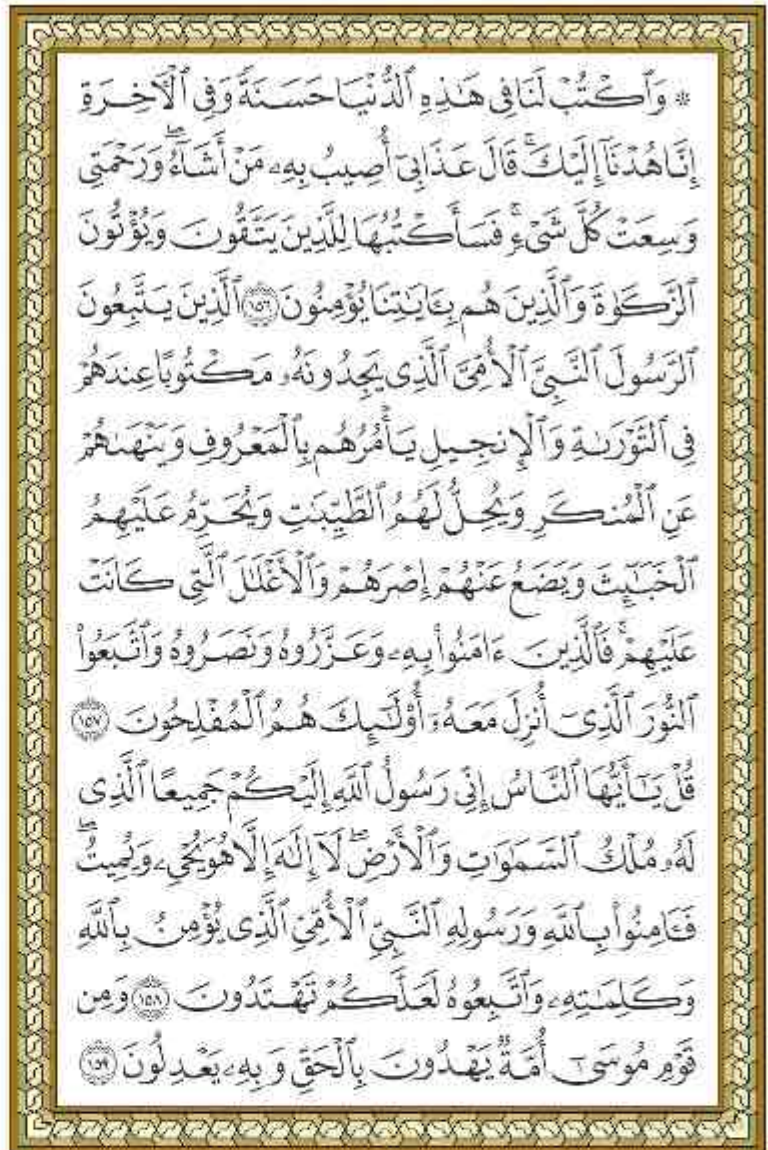 ۞ وَٱكْتُبْ لَنَا فِى هَٰذِهِ ٱلدُّنْيَا حَسَنَةً وَفِى ٱلْءَاخِرَةِ
إِنَّا هُدْنَآ إِلَيْكَ ۚ قَالَ عَذَابِىٓ أُصِيبُ بِهِۦ مَنْ أَشَآءُ ۖ وَرَحْمَتِى
وَسِعَتْ كُلَّ شَىْءٍ ۚ فَسَأَكْتُبُهَا لِلَّذِينَ يَتَّقُونَ وَيُؤْتُونَ
ٱلزَّكَوٰةَ وَٱلَّذِينَ هُم بِـَٔايَٰتِنَا يُؤْمِنُونَ ١٥٦ ٱلَّذِينَ يَتَّبِعُونَ
ٱلرَّسُولَ ٱلنَّبِىَّ ٱلْأُمِّىَّ ٱلَّذِى يَجِدُونَهُۥ مَكْتُوبًا عِندَهُمْ
فِى ٱلتَّوْرَىٰةِ وَٱلْإِنجِيلِ يَأْمُرُهُم بِٱلْمَعْرُوفِ وَيَنْهَىٰهُمْ
عَنِ ٱلْمُنكَرِ وَيُحِلُّ لَهُمُ ٱلطَّيِّبَٰتِ وَيُحَرِّمُ عَلَيْهِمُ
ٱلْخَبَٰٓئِثَ وَيَضَعُ عَنْهُمْ إِصْرَهُمْ وَٱلْأَغْلَٰلَ ٱلَّتِى كَانَتْ
عَلَيْهِمْ ۚ فَٱلَّذِينَ ءَامَنُوا۟ بِهِۦ وَعَزَّرُوهُ وَنَصَرُوهُ وَٱتَّبَعُوا۟
ٱلنُّورَ ٱلَّذِىٓ أُنزِلَ مَعَهُۥٓ ۙ أُو۟لَٰٓئِكَ هُمُ ٱلْمُفْلِحُونَ ١٥٧
قُلْ يَٰٓأَيُّهَا ٱلنَّاسُ إِنِّى رَسُولُ ٱللَّهِ إِلَيْكُمْ جَمِيعًا ٱلَّذِى
لَهُۥ مُلْكُ ٱلسَّمَٰوَٰتِ وَٱلْأَرْضِ ۖ لَآ إِلَٰهَ إِلَّا هُوَ يُحْىِۦ وَيُمِيتُ ۖ
فَـَٔامِنُوا۟ بِٱللَّهِ وَرَسُولِهِ ٱلنَّبِىِّ ٱلْأُمِّىِّ ٱلَّذِى يُؤْمِنُ بِٱللَّهِ
وَكَلِمَٰتِهِۦ وَٱتَّبِعُوهُ لَعَلَّكُمْ تَهْتَدُونَ ١٥٨ وَمِن
قَوْمِ مُوسَىٰٓ أُمَّةٌ يَهْدُونَ بِٱلْحَقِّ وَبِهِۦ يَعْدِلُونَ ١٥٩